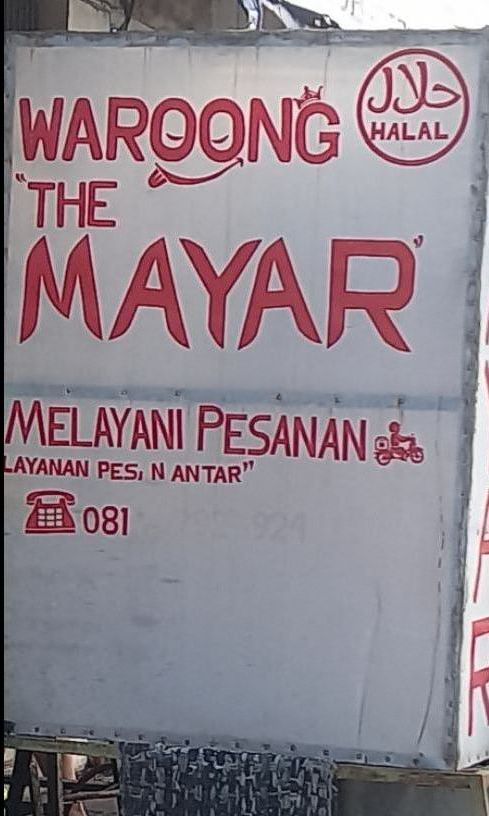 WAROONG
حلال
HALAL
"THE
MAYAR"
MELAYANI PESANAN
LAYANAN PES, N ANTAR"
081